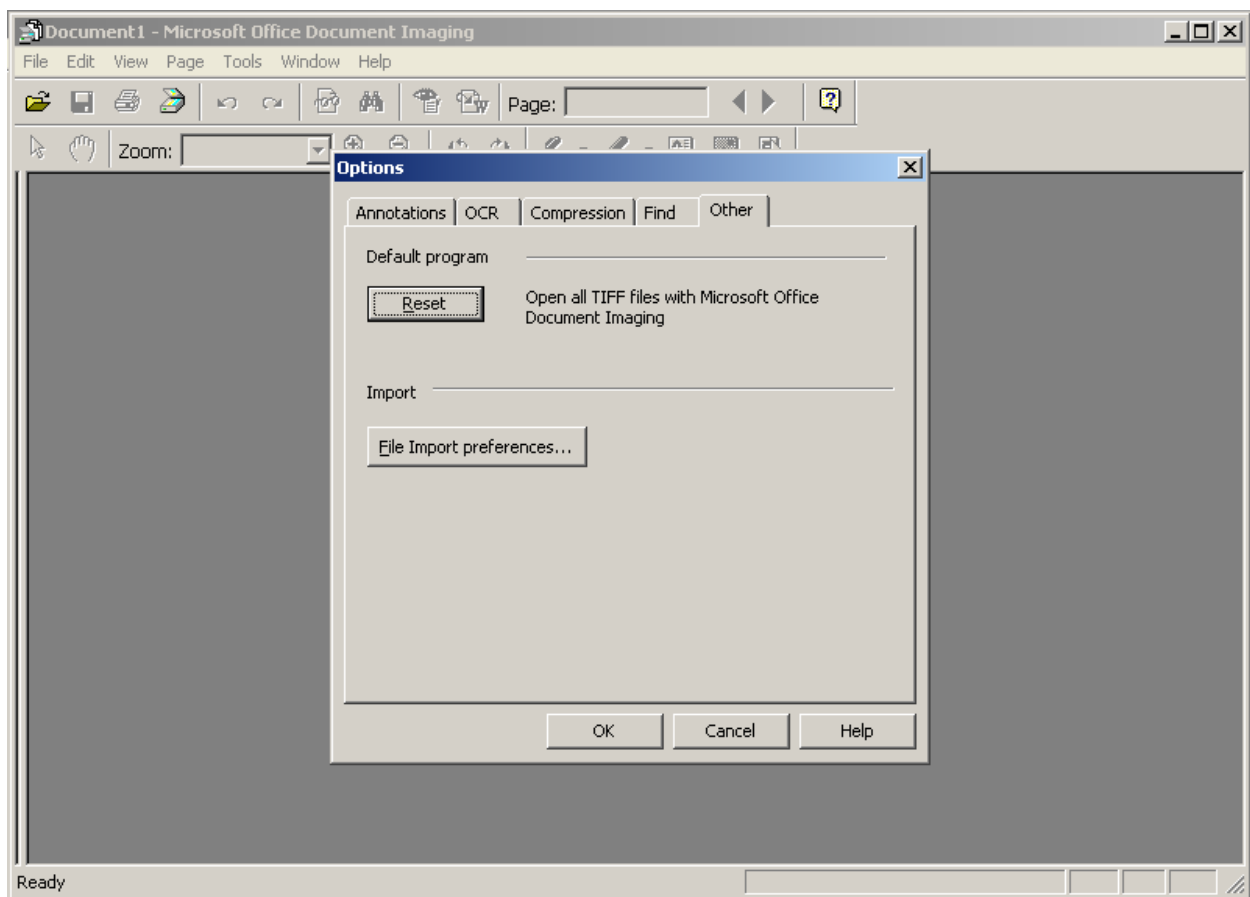 Document1 - Microsoft Office Document Imaging
File Edit View Page Tools Window Help
Page:
Zoom:
Options
Annotations OCR Compression Find Other
Default program
Reset Open all TIFF files with Microsoft Office
Document Imaging
Import
File Import preferences...
OK Cancel Help
Ready